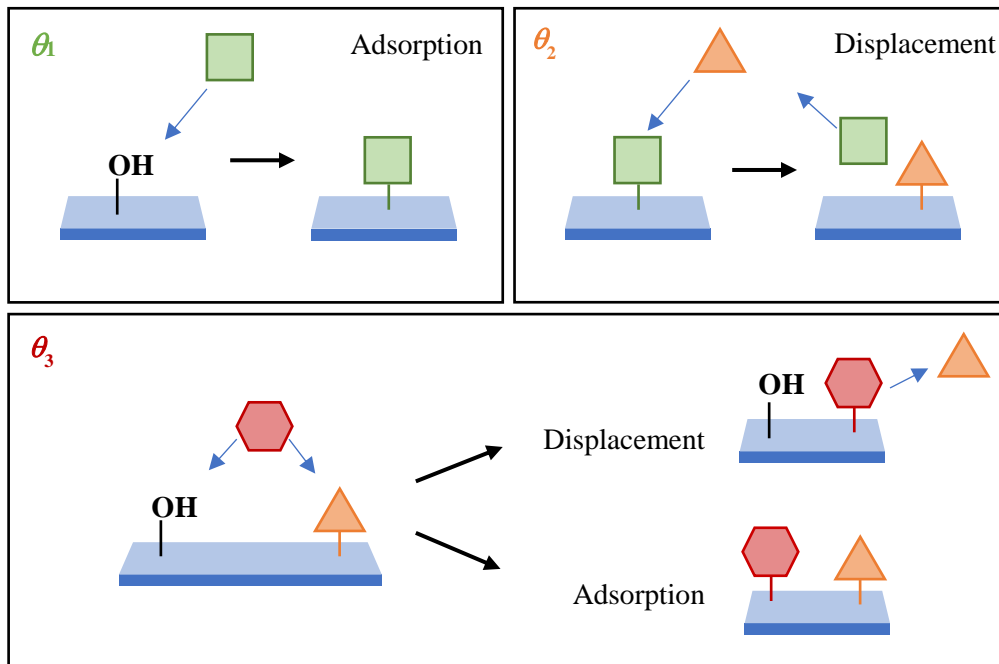 θ1 Adsorption
OH
θ2 Displacement
θ3
OH
Displacement
OH
Adsorption